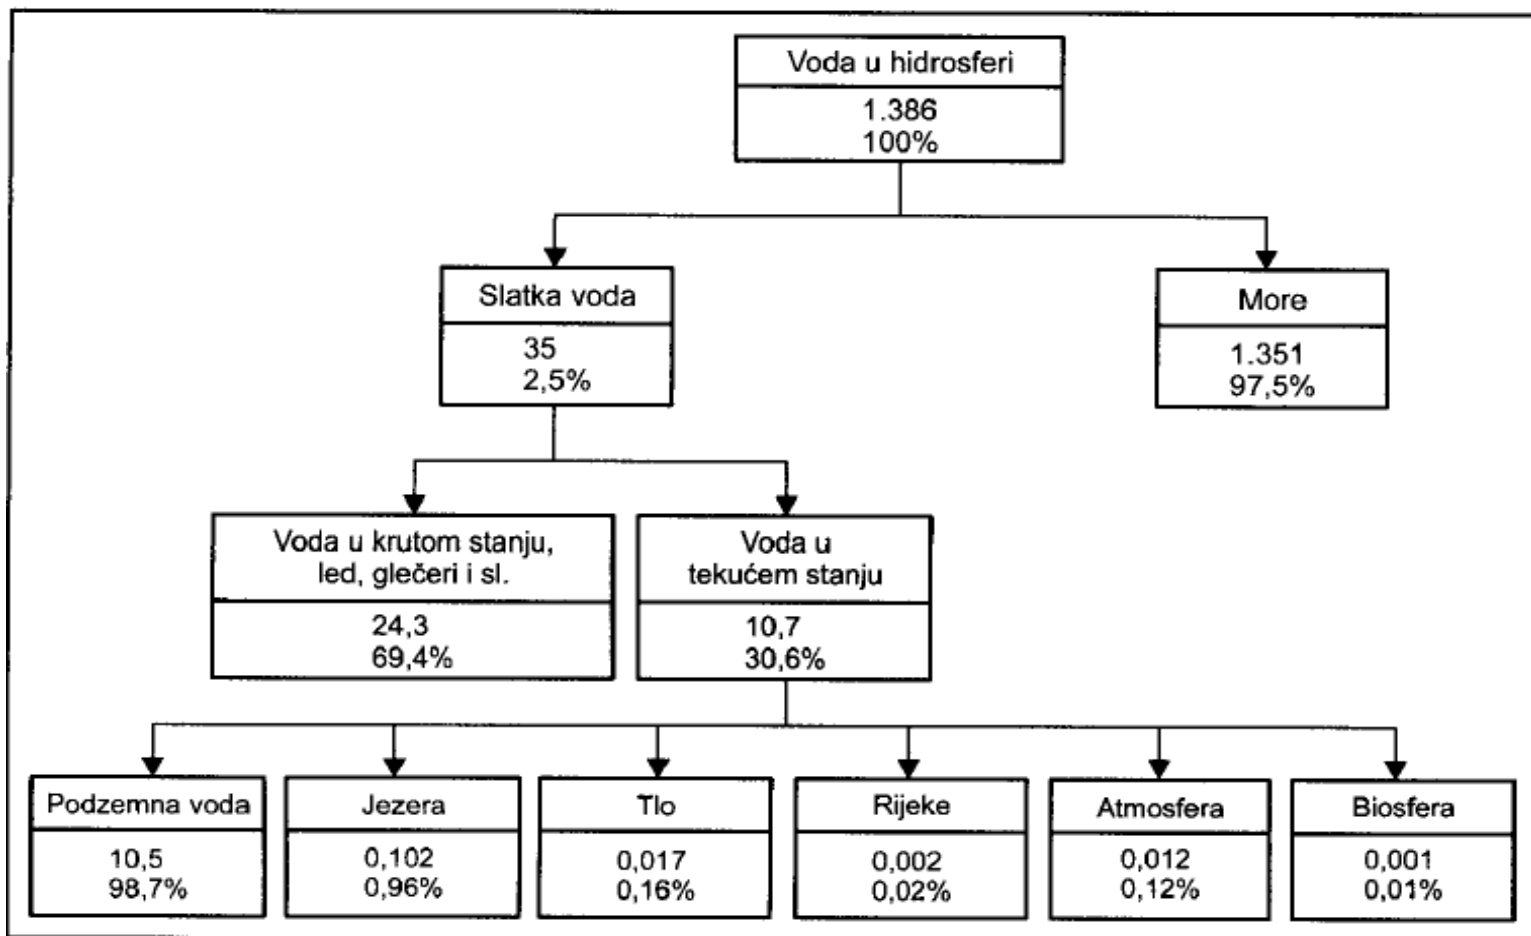 Voda u hidrosferi
1.386
100%
Slatka voda
35
2,5%
More
1.351
97,5%
Voda u krutom stanju,
led, glečeri i sl.
24,3
69,4%
Voda u
tekućem stanju
10,7
30,6%
Podzemna voda
10,5
98,7%
Jezera
0,102
0,96%
Tlo
0,017
0,16%
Rijeke
0,002
0,02%
Atmosfera
0,012
0,12%
Biosfera
0,001
0,01%